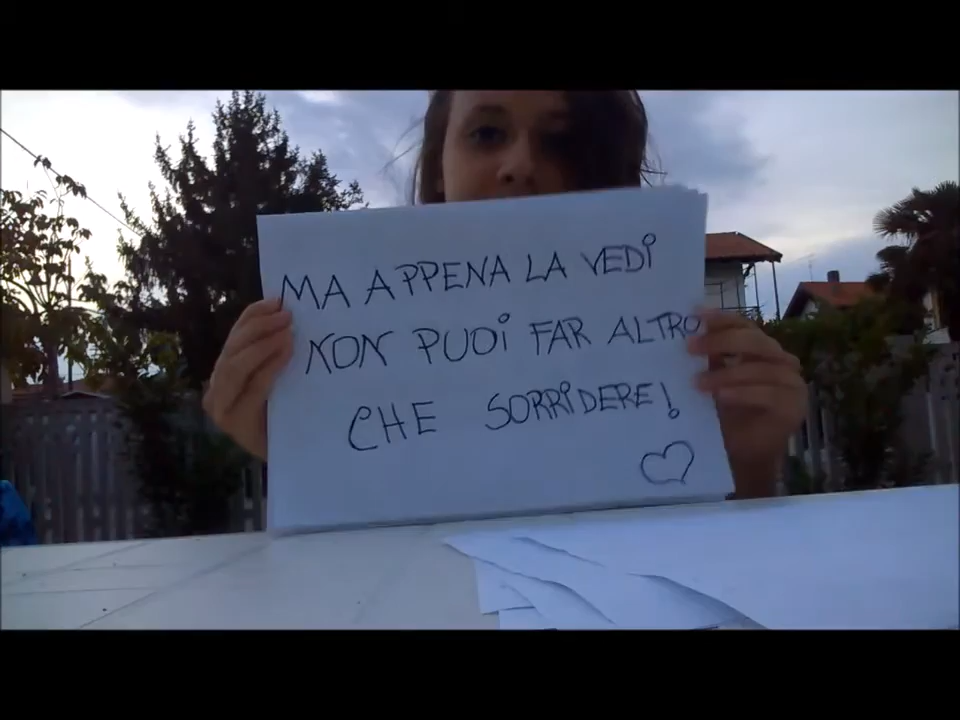 MA APPENA LA VEDI
NON PUOI FAR ALTRO
CHE SORRIDERE!